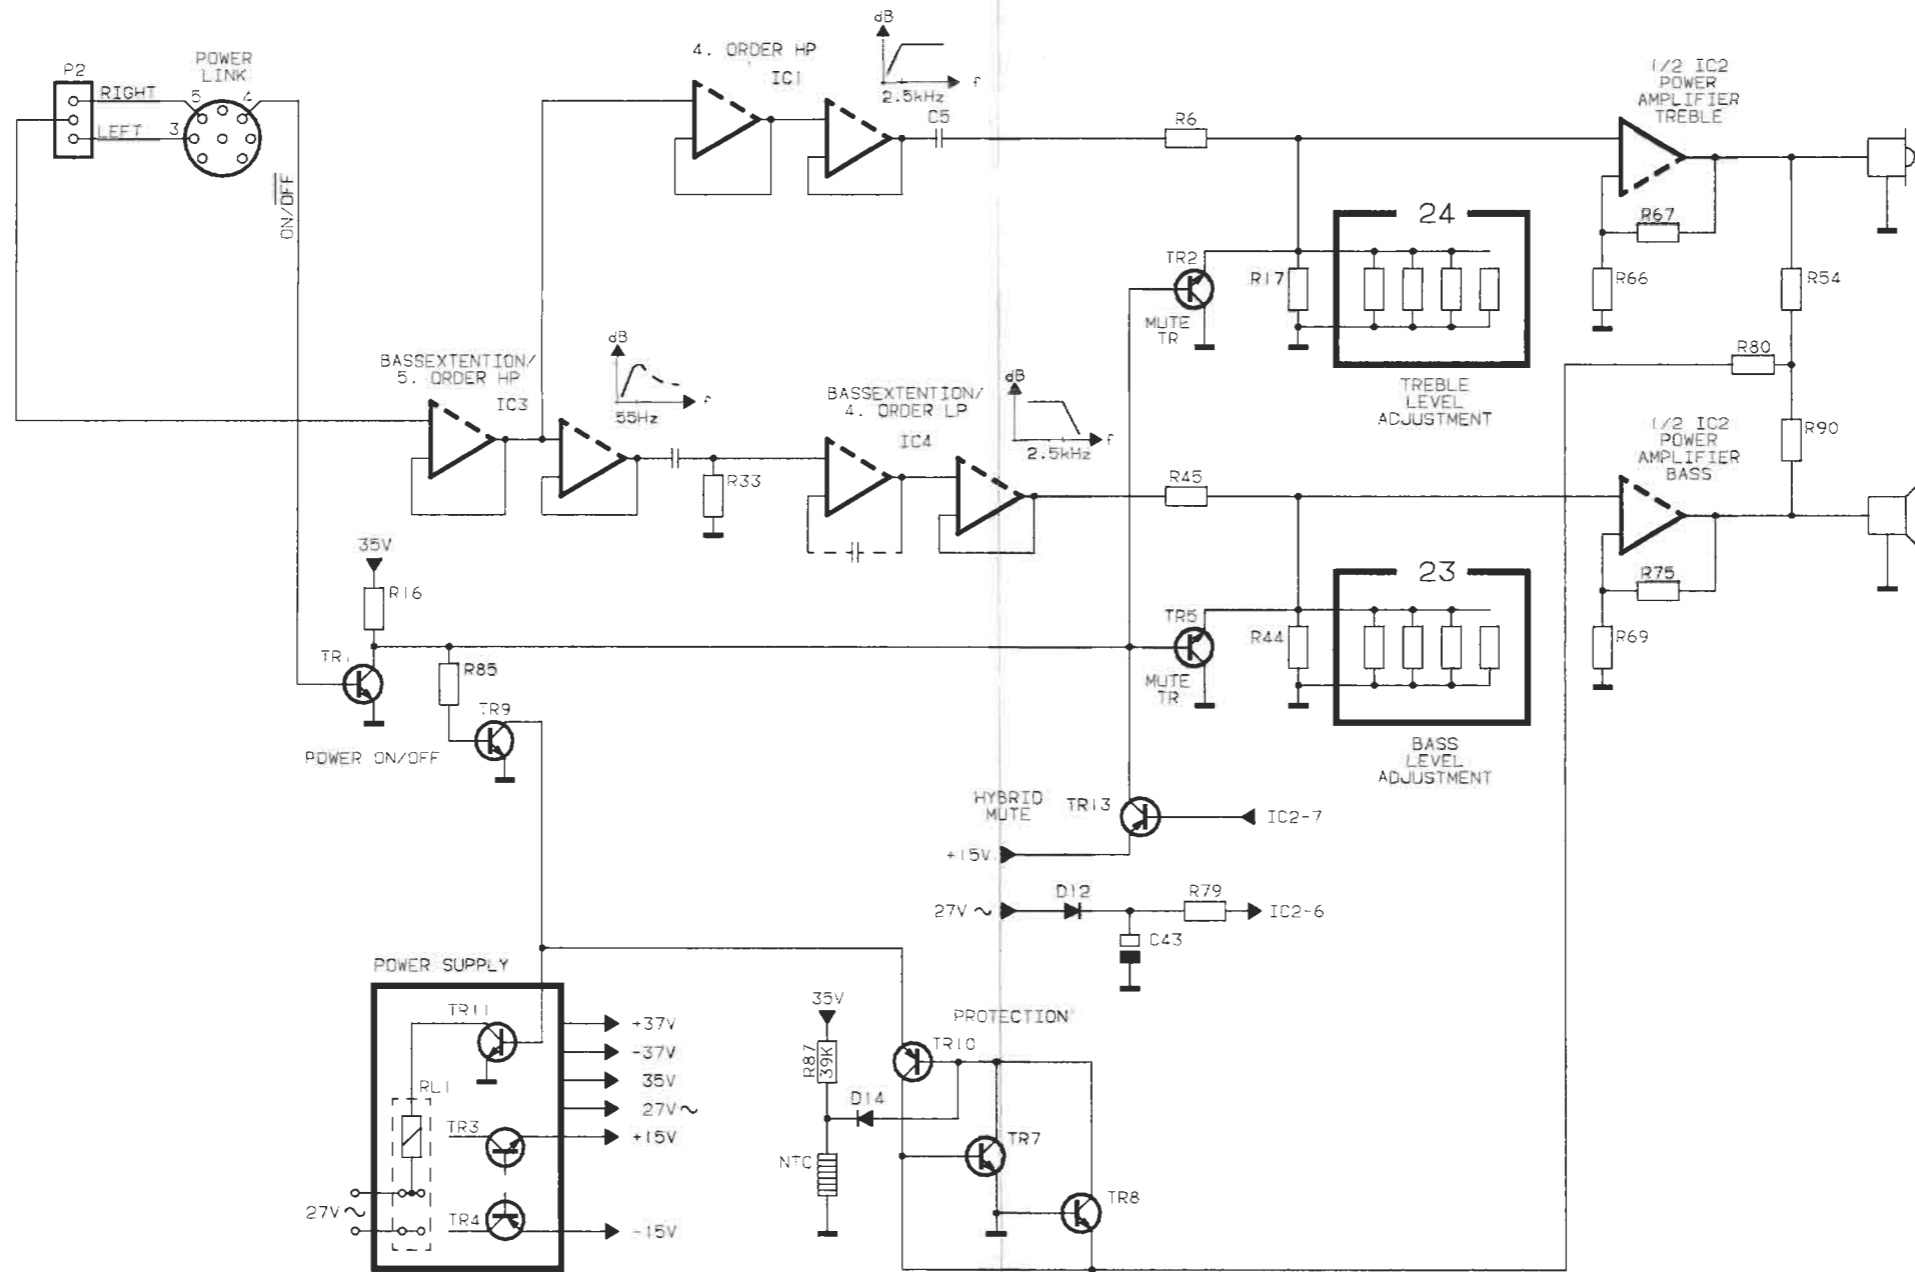 4. ORDER HP
IC1
dB
f
2.5kHz
C5
P2
RIGHT
LEFT
POWER
LINK
5
4
3
ON/OFF
R6
1/2 IC2
POWER
AMPLIFIER
TREBLE
R67
R66
R54
TR2
MUTE
TR
R17
24
TREBLE
LEVEL
ADJUSTMENT
R80
R90
BASSEXTENTION/
5. ORDER HP
IC3
dB
f
55Hz
R33
BASSEXTENTION/
4. ORDER LP
IC4
dB
f
2.5kHz
R45
1/2 IC2
POWER
AMPLIFIER
BASS
R75
R69
35V
R16
TR1
R85
TR9
POWER ON/OFF
TR5
MUTE
TR
R44
23
BASS
LEVEL
ADJUSTMENT
HYBRID
MUTE
TR13
IC2-7
+15V
27V ~
D12
R79
IC2-6
C43
POWER SUPPLY
TR11
RL1
TR3
TR4
27V ~
+37V
-37V
35V
27V ~
+15V
-15V
35V
R87
39K
D14
NTC
PROTECTION
TR10
TR7
TR8